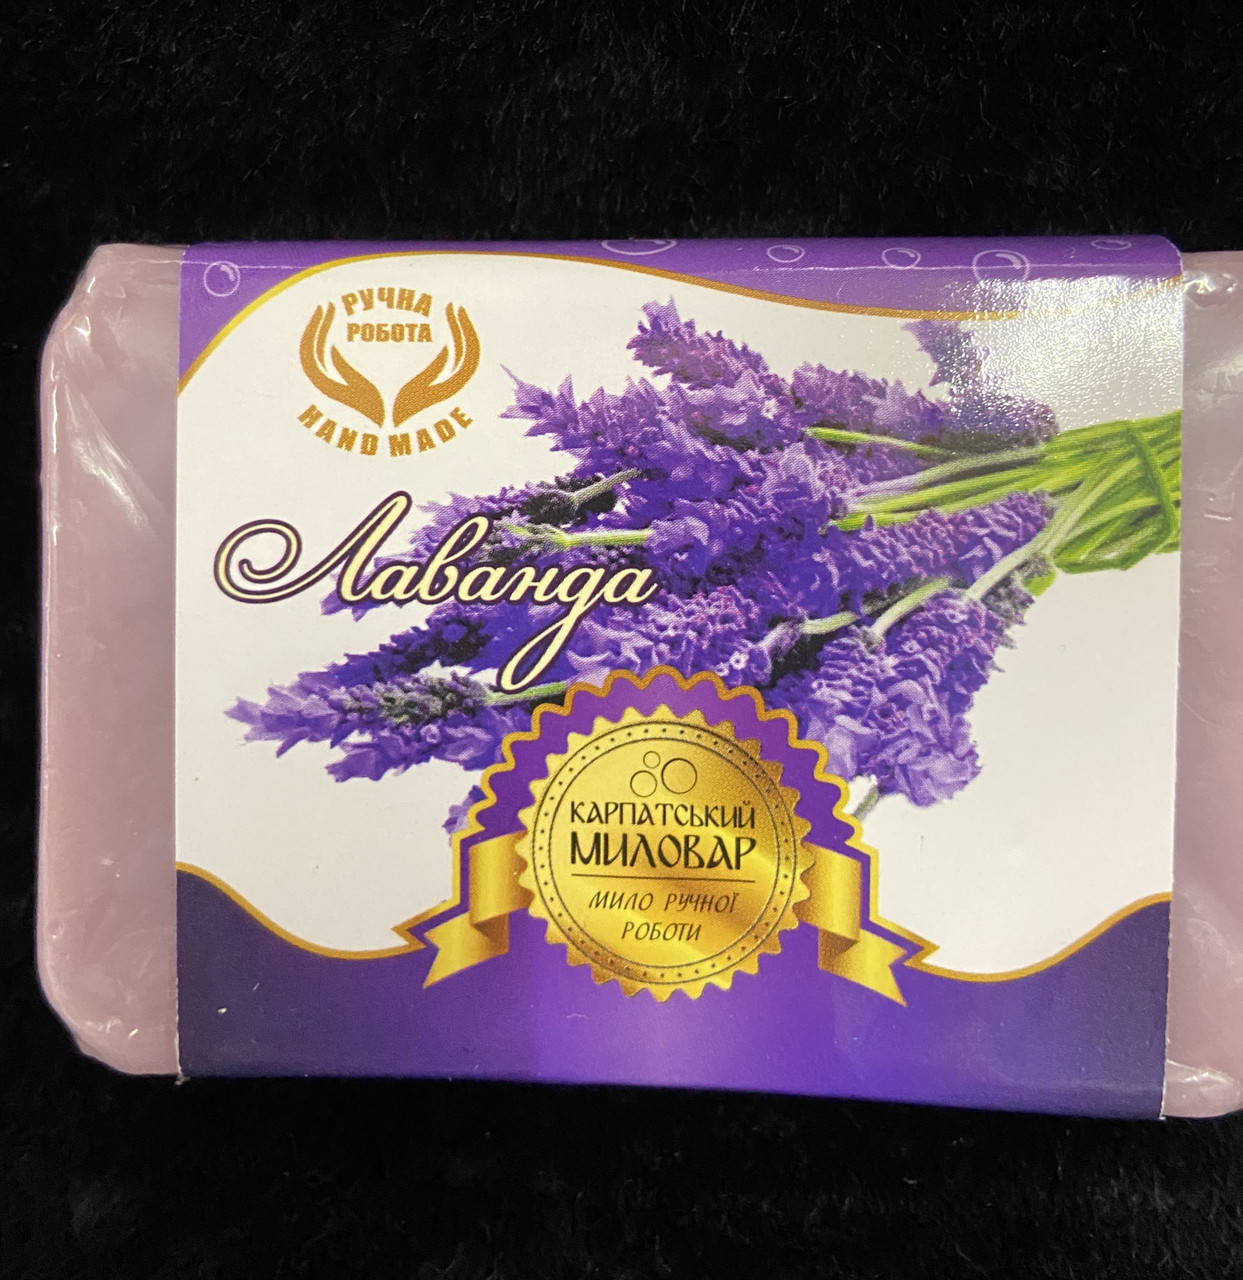 РУЧНА
РОБОТА
HAND MADE
Лаванда
КАРПАТСЬКИЙ
МИЛОВАР
МИЛО РУЧНОЇ
РОБОТИ